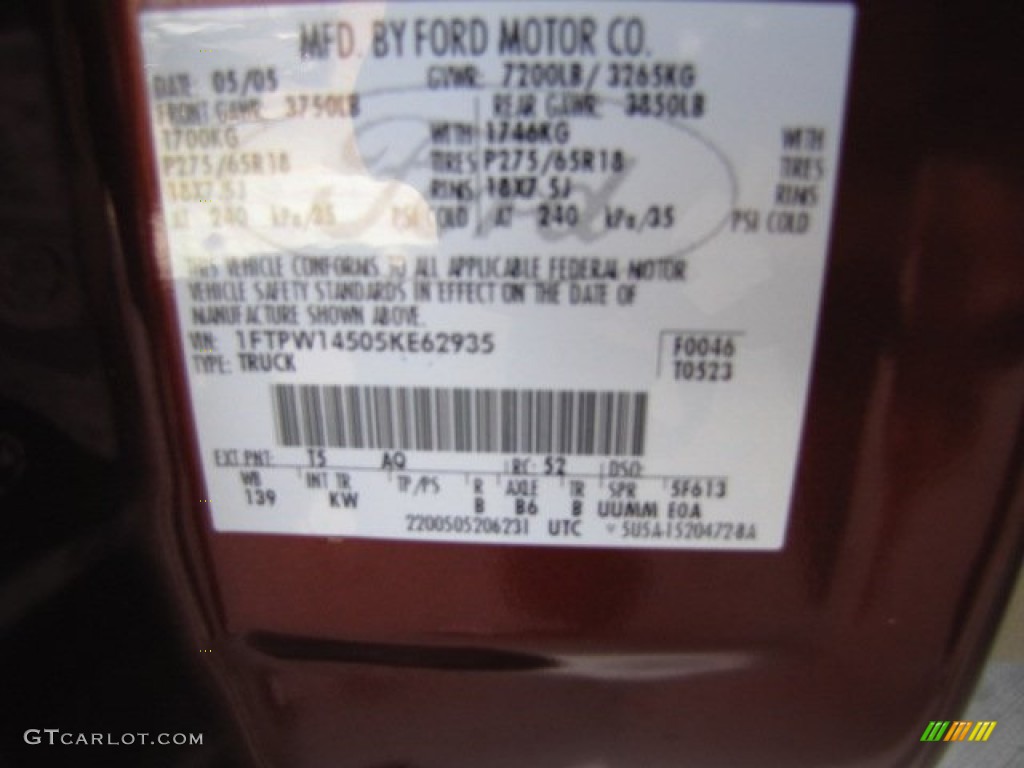 MFD. BY FORD MOTOR CO.
DATE: 05/05 GVWR: 7200LB / 3265KG
FRONT GAWR: 3750LB REAR GAWR: 3850LB
1700KG WITH 1746KG WITH
P275/65R18 TIRES P275/65R18 TIRES
18X7.5J RIMS 18X7.5J RIMS
AT 240 kPa/35 PSI COLD AT 240 kPa/35 PSI COLD
Ford
THIS VEHICLE CONFORMS TO ALL APPLICABLE FEDERAL MOTOR
VEHICLE SAFETY STANDARDS IN EFFECT ON THE DATE OF
MANUFACTURE SHOWN ABOVE.
VIN: 1FTPW14505KE62935 F0046
TYPE: TRUCK T0523
EXT PNT: T5 AQ RC: 52 DSO:
WB INT TR TP/PS R AXLE TR SPR 5F613
139 KW B B6 B UUMM E0A
2200505206231 UTC 5U5A-1520472-BA
GTCARLOT.COM